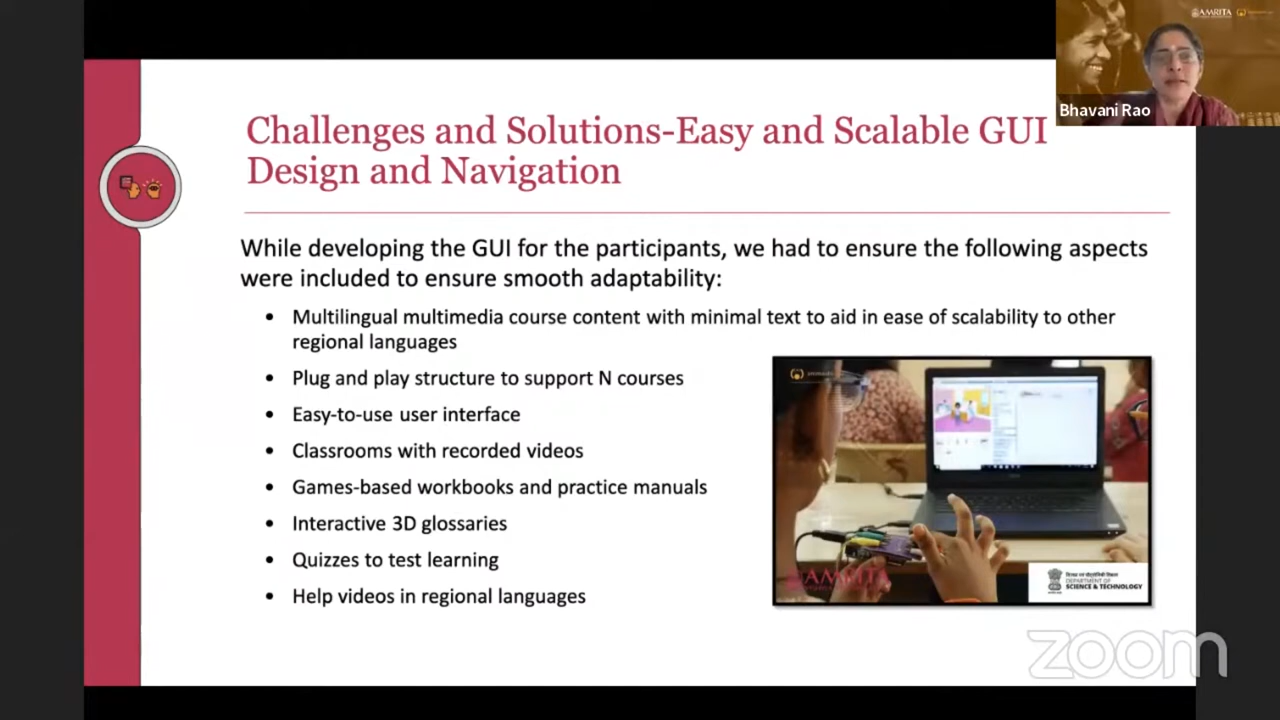 AMRITA
Bhavani Rao
Challenges and Solutions-Easy and Scalable GUI
Design and Navigation
While developing the GUI for the participants, we had to ensure the following aspects
were included to ensure smooth adaptability:
• Multilingual multimedia course content with minimal text to aid in ease of scalability to other
regional languages
• Plug and play structure to support N courses
• Easy-to-use user interface
• Classrooms with recorded videos
• Games-based workbooks and practice manuals
• Interactive 3D glossaries
• Quizzes to test learning
• Help videos in regional languages
AMRITA
DEPARTMENT OF
SCIENCE & TECHNOLOGY
zoom